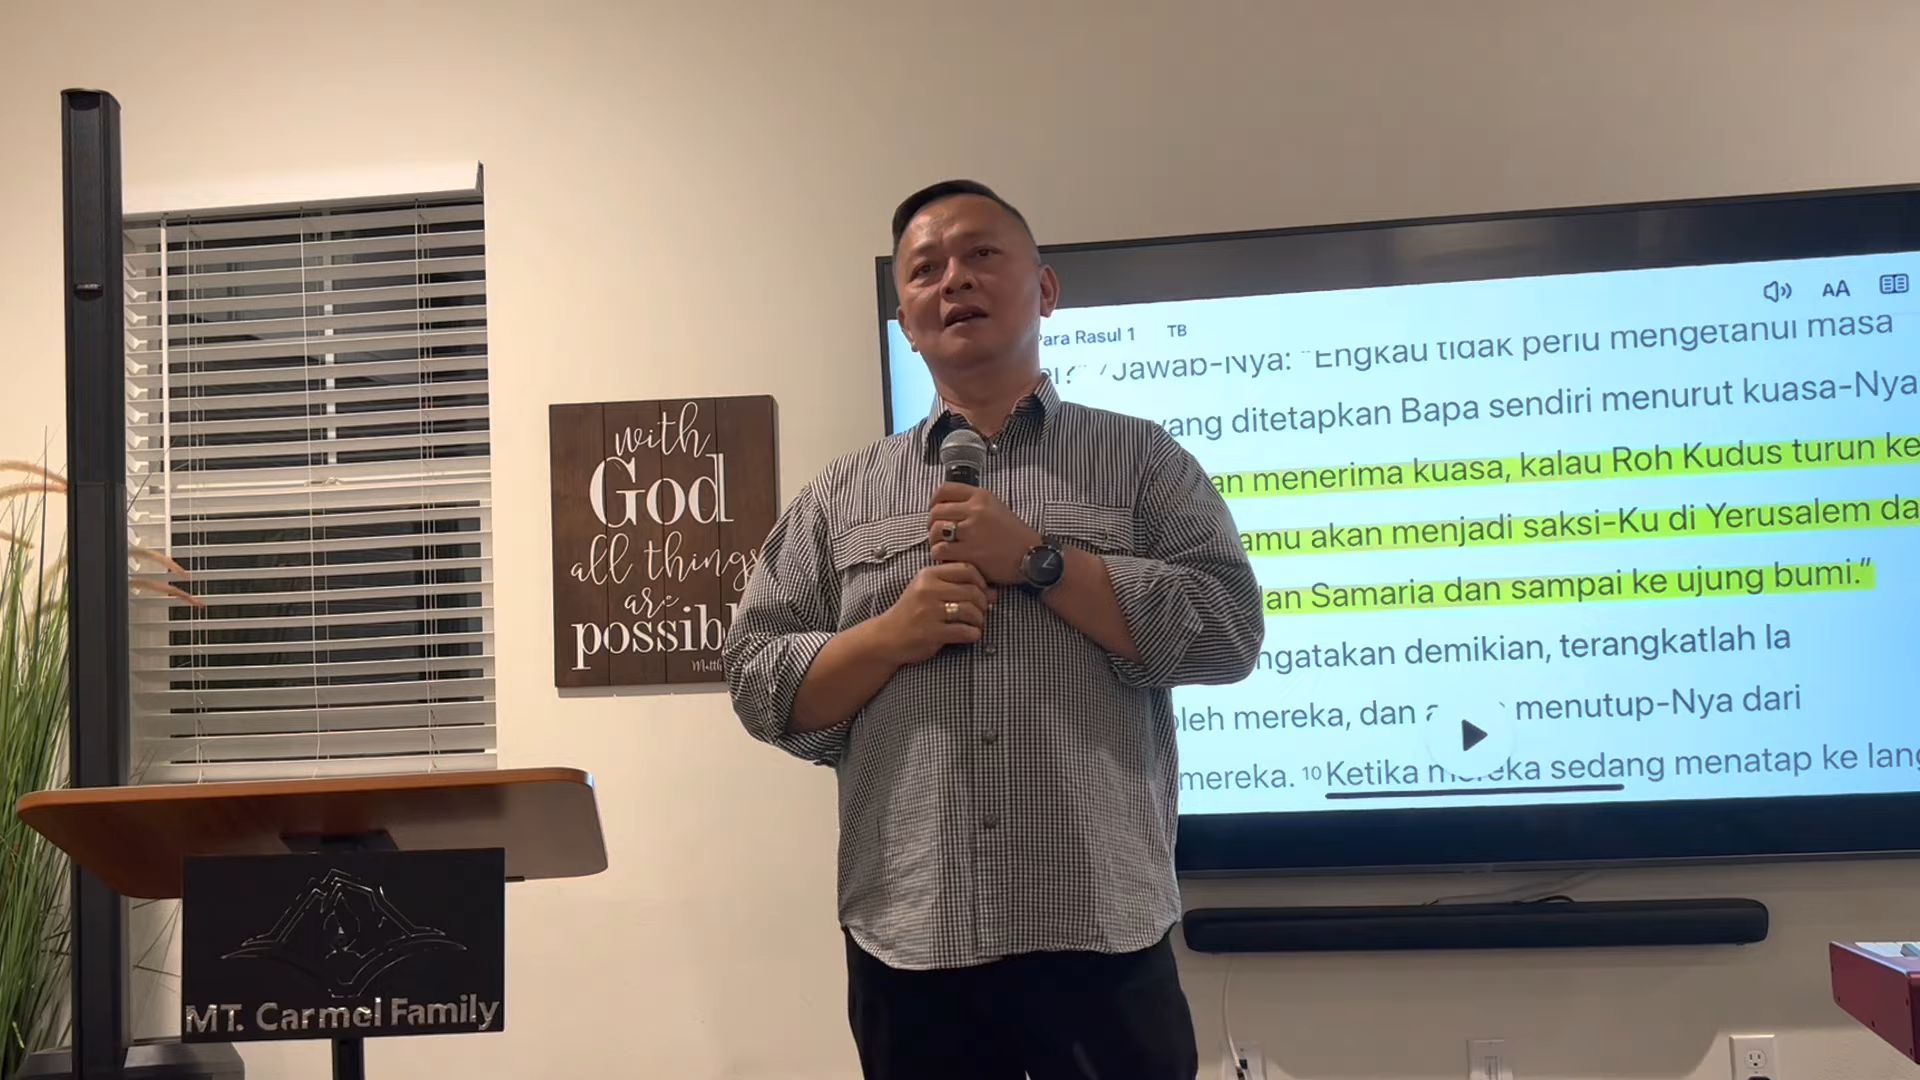 with
God
all things
are
possib
Para Rasul 1 TB
AA
Jawab-Nya: "Engkau tidak perlu mengetahui masa
yang ditetapkan Bapa sendiri menurut kuasa-Nya
an menerima kuasa, kalau Roh Kudus turun ke
amu akan menjadi saksi-Ku di Yerusalem da
an Samaria dan sampai ke ujung bumi."
ngatakan demikian, terangkatlah Ia
oleh mereka, dan menutup-Nya dari
mereka. 10 Ketika mereka sedang menatap ke lang
MT. Carmel Family